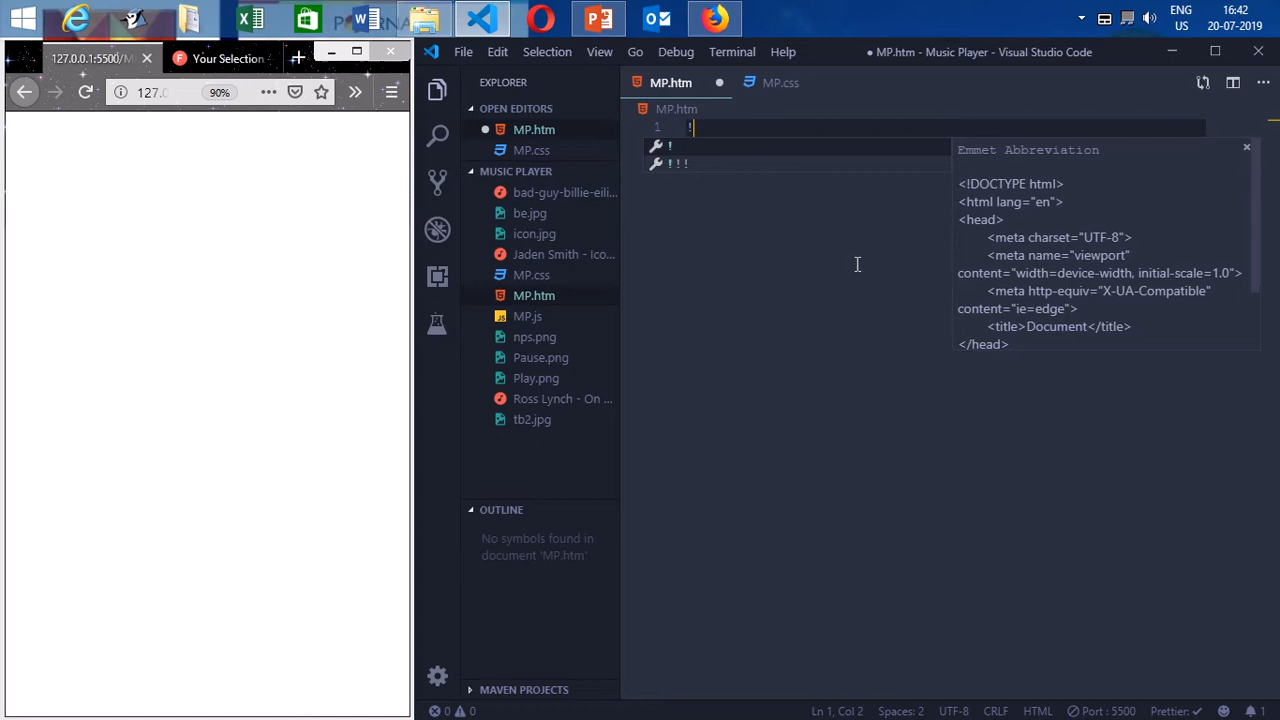 ENG 16:42
US 20-07-2019
127.0.0.1:5500/M
Your Selection
127.0
90%
File Edit Selection View Go Debug Terminal Help
● MP.htm - Music Player - Visual Studio Code
EXPLORER
OPEN EDITORS
MP.htm
MP.css
MUSIC PLAYER
bad-guy-billie-eili...
be.jpg
icon.jpg
Jaden Smith - Ico...
MP.css
MP.htm
MP.js
nps.png
Pause.png
Play.png
Ross Lynch - On ...
tb2.jpg
OUTLINE
No symbols found in
document 'MP.htm'
MAVEN PROJECTS
MP.htm
MP.css
MP.htm
1 !
!
!!!
Emmet Abbreviation
<!DOCTYPE html>
<html lang="en">
<head>
<meta charset="UTF-8">
<meta name="viewport"
content="width=device-width, initial-scale=1.0">
<meta http-equiv="X-UA-Compatible"
content="ie=edge">
<title>Document</title>
</head>
0 0
Ln 1, Col 2 Spaces: 2 UTF-8 CRLF HTML Port : 5500 Prettier: ✓ 1